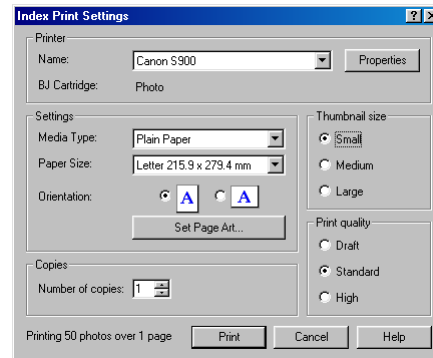 Index Print Settings
Printer
Name: Canon S900 Properties
BJ Cartridge: Photo
Settings
Media Type: Plain Paper
Paper Size: Letter 215.9 x 279.4 mm
Orientation: A A
Set Page Art...
Thumbnail size
Small
Medium
Large
Print quality
Draft
Standard
High
Copies
Number of copies: 1
Printing 50 photos over 1 page Print Cancel Help